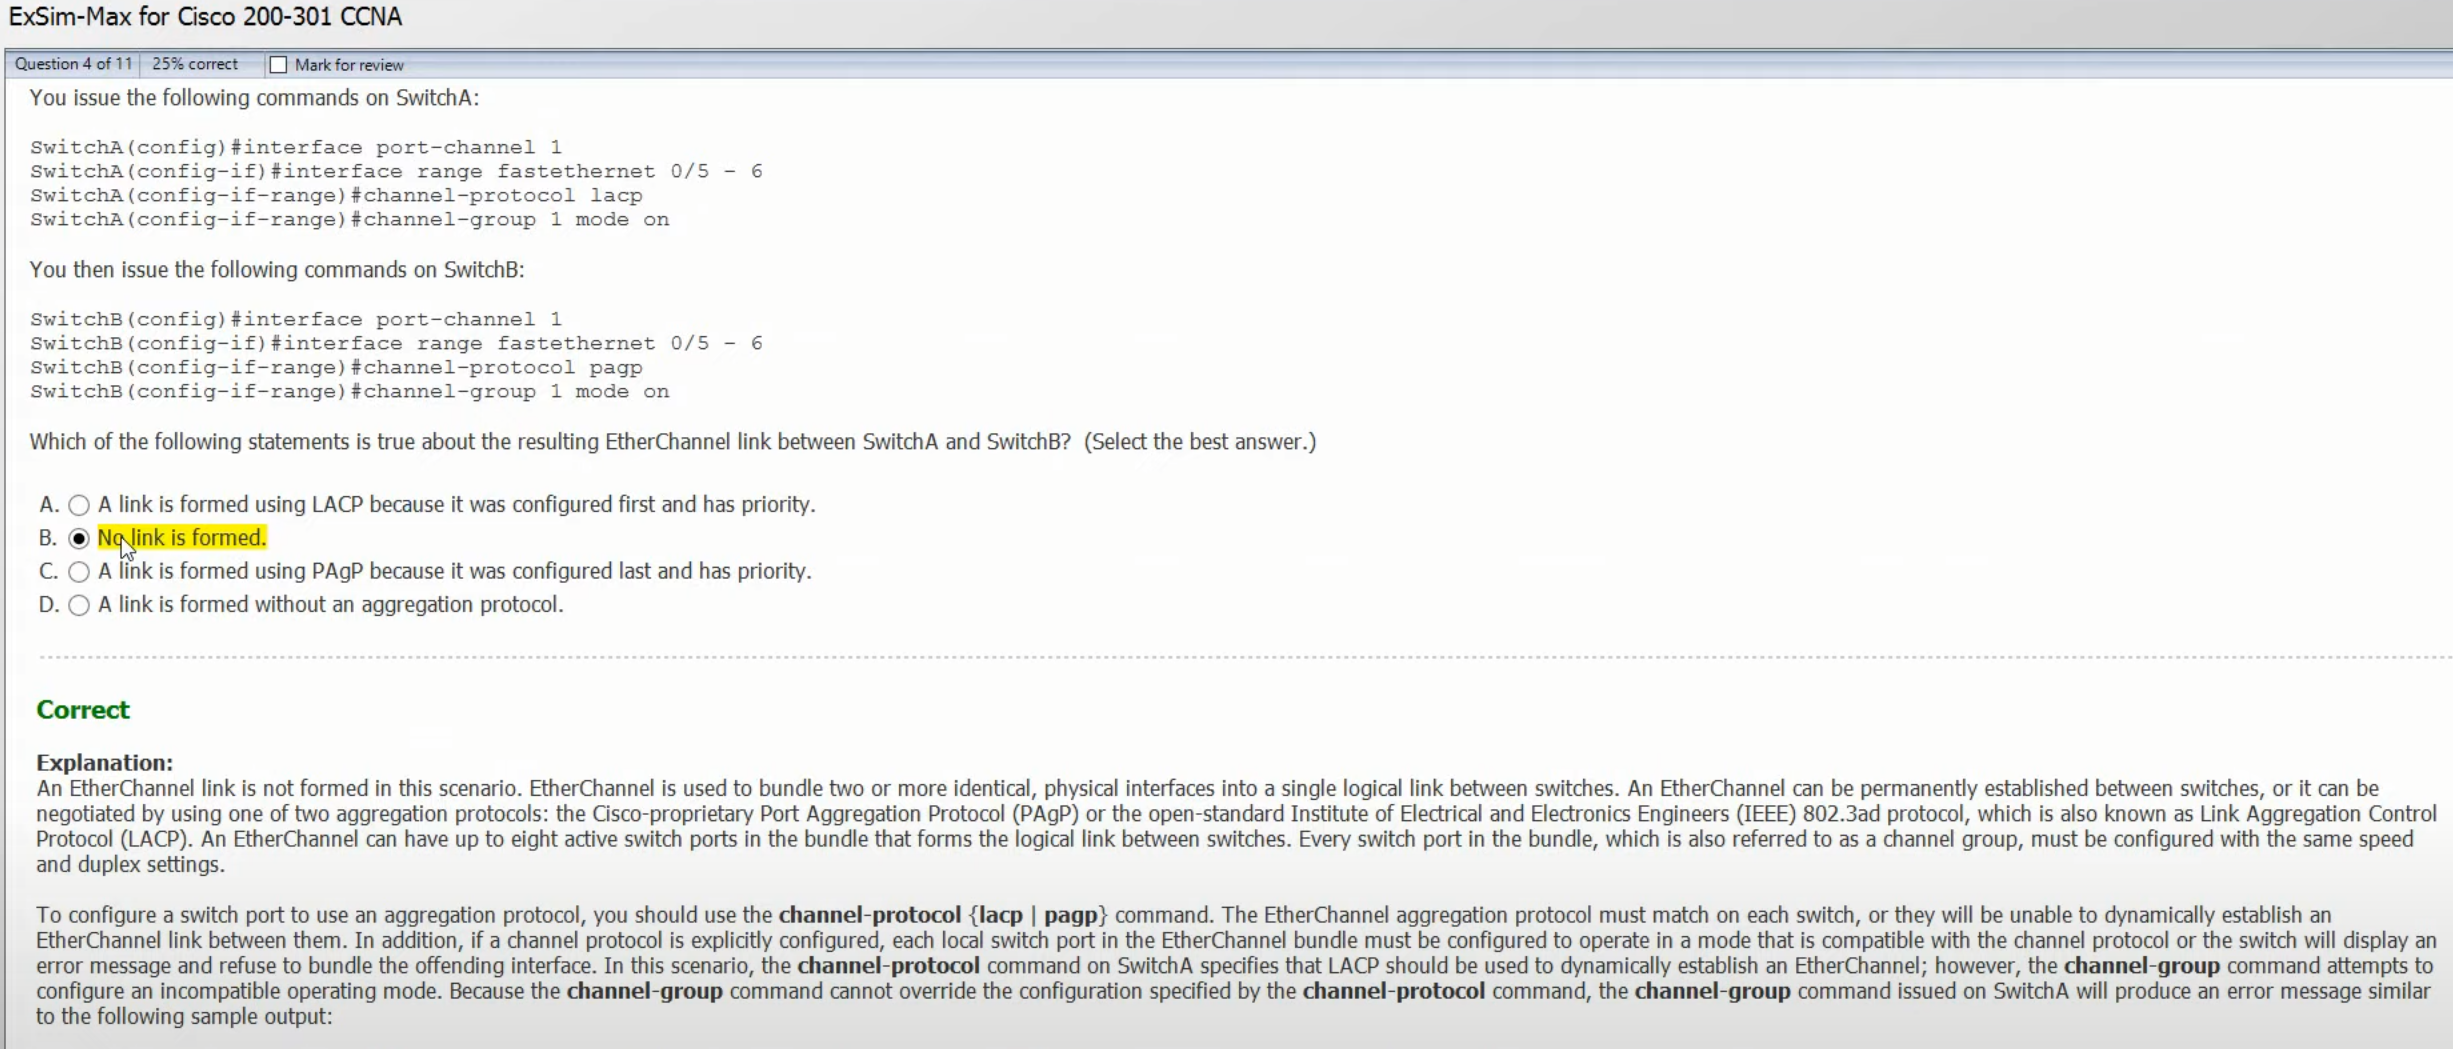 ExSim-Max for Cisco 200-301 CCNA
Question 4 of 11 25% correct Mark for review
You issue the following commands on SwitchA:
SwitchA(config)#interface port-channel 1
SwitchA(config-if)#interface range fastethernet 0/5 - 6
SwitchA(config-if-range)#channel-protocol lacp
SwitchA(config-if-range)#channel-group 1 mode on
You then issue the following commands on SwitchB:
SwitchB(config)#interface port-channel 1
SwitchB(config-if)#interface range fastethernet 0/5 - 6
SwitchB(config-if-range)#channel-protocol pagp
SwitchB(config-if-range)#channel-group 1 mode on
Which of the following statements is true about the resulting EtherChannel link between SwitchA and SwitchB? (Select the best answer.)
A. A link is formed using LACP because it was configured first and has priority.
B. No link is formed.
C. A link is formed using PAgP because it was configured last and has priority.
D. A link is formed without an aggregation protocol.
Correct
Explanation:
An EtherChannel link is not formed in this scenario. EtherChannel is used to bundle two or more identical, physical interfaces into a single logical link between switches. An EtherChannel can be permanently established between switches, or it can be
negotiated by using one of two aggregation protocols: the Cisco-proprietary Port Aggregation Protocol (PAgP) or the open-standard Institute of Electrical and Electronics Engineers (IEEE) 802.3ad protocol, which is also known as Link Aggregation Control
Protocol (LACP). An EtherChannel can have up to eight active switch ports in the bundle that forms the logical link between switches. Every switch port in the bundle, which is also referred to as a channel group, must be configured with the same speed
and duplex settings.
To configure a switch port to use an aggregation protocol, you should use the channel-protocol {lacp | pagp} command. The EtherChannel aggregation protocol must match on each switch, or they will be unable to dynamically establish an
EtherChannel link between them. In addition, if a channel protocol is explicitly configured, each local switch port in the EtherChannel bundle must be configured to operate in a mode that is compatible with the channel protocol or the switch will display an
error message and refuse to bundle the offending interface. In this scenario, the channel-protocol command on SwitchA specifies that LACP should be used to dynamically establish an EtherChannel; however, the channel-group command attempts to
configure an incompatible operating mode. Because the channel-group command cannot override the configuration specified by the channel-protocol command, the channel-group command issued on SwitchA will produce an error message similar
to the following sample output: